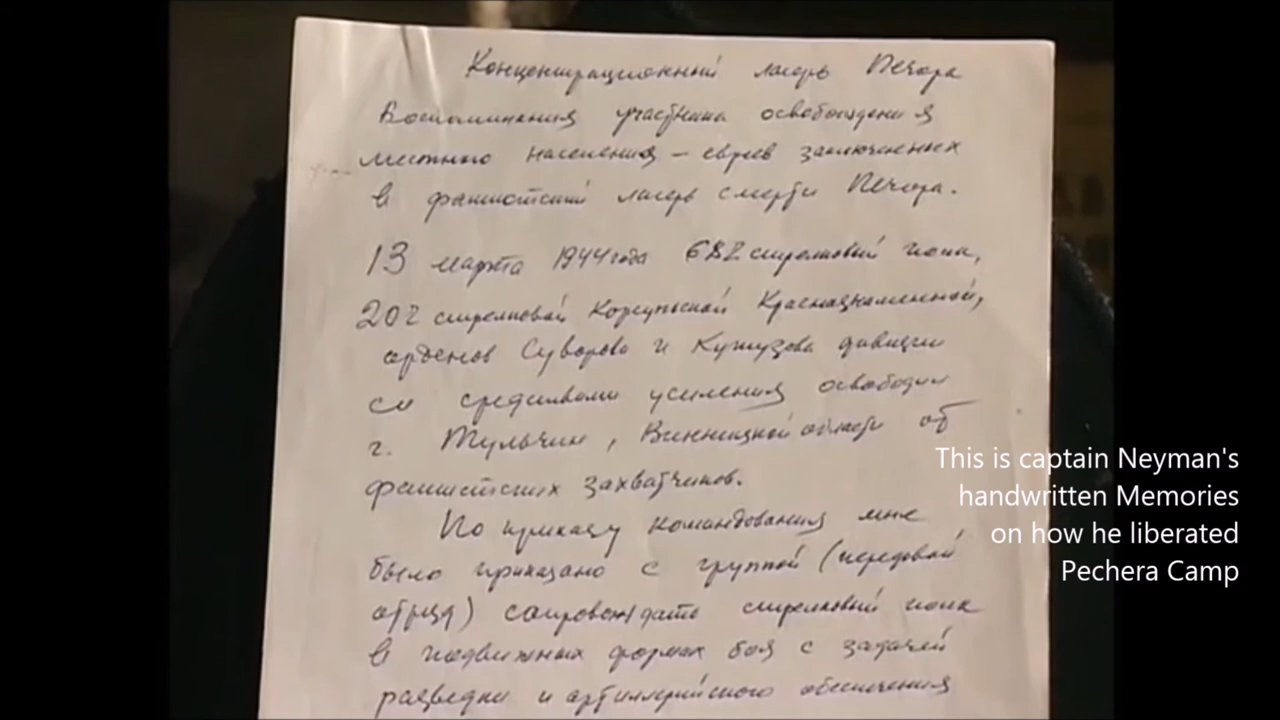 Концентрационный лагерь Печора
Воспоминания участника освобождения
местного населения – евреев заключенных
в фашистский лагерь смерти Печора.
13 марта 1944 года 682 стрелковый полк,
202 стрелковой Корсуньской Краснознаменной,
орденов Суворова и Кутузова дивизии
со средствами усиления освободил
г. Тульчин, Винницкой области от
фашистских захватчиков.
По приказу командования мне
было приказано с группой (передовой
отряд) сопровождать стрелковый полк
в подвижных формах боя с задачей
разведки и артиллерийского обеспечения
This is captain Neyman's
handwritten Memories
on how he liberated
Pechera Camp